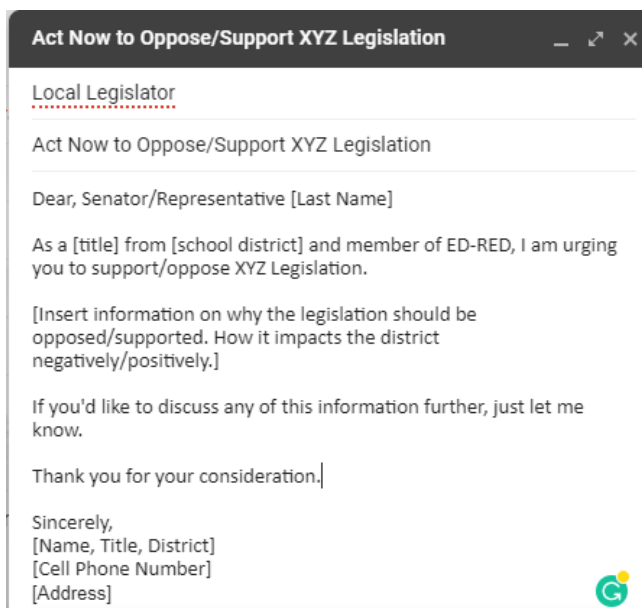 Act Now to Oppose/Support XYZ Legislation
Local Legislator
Act Now to Oppose/Support XYZ Legislation
Dear, Senator/Representative [Last Name]
As a [title] from [school district] and member of ED-RED, I am urging
you to support/oppose XYZ Legislation.
[Insert information on why the legislation should be
opposed/supported. How it impacts the district
negatively/positively.]
If you'd like to discuss any of this information further, just let me
know.
Thank you for your consideration.
Sincerely,
[Name, Title, District]
[Cell Phone Number]
[Address]